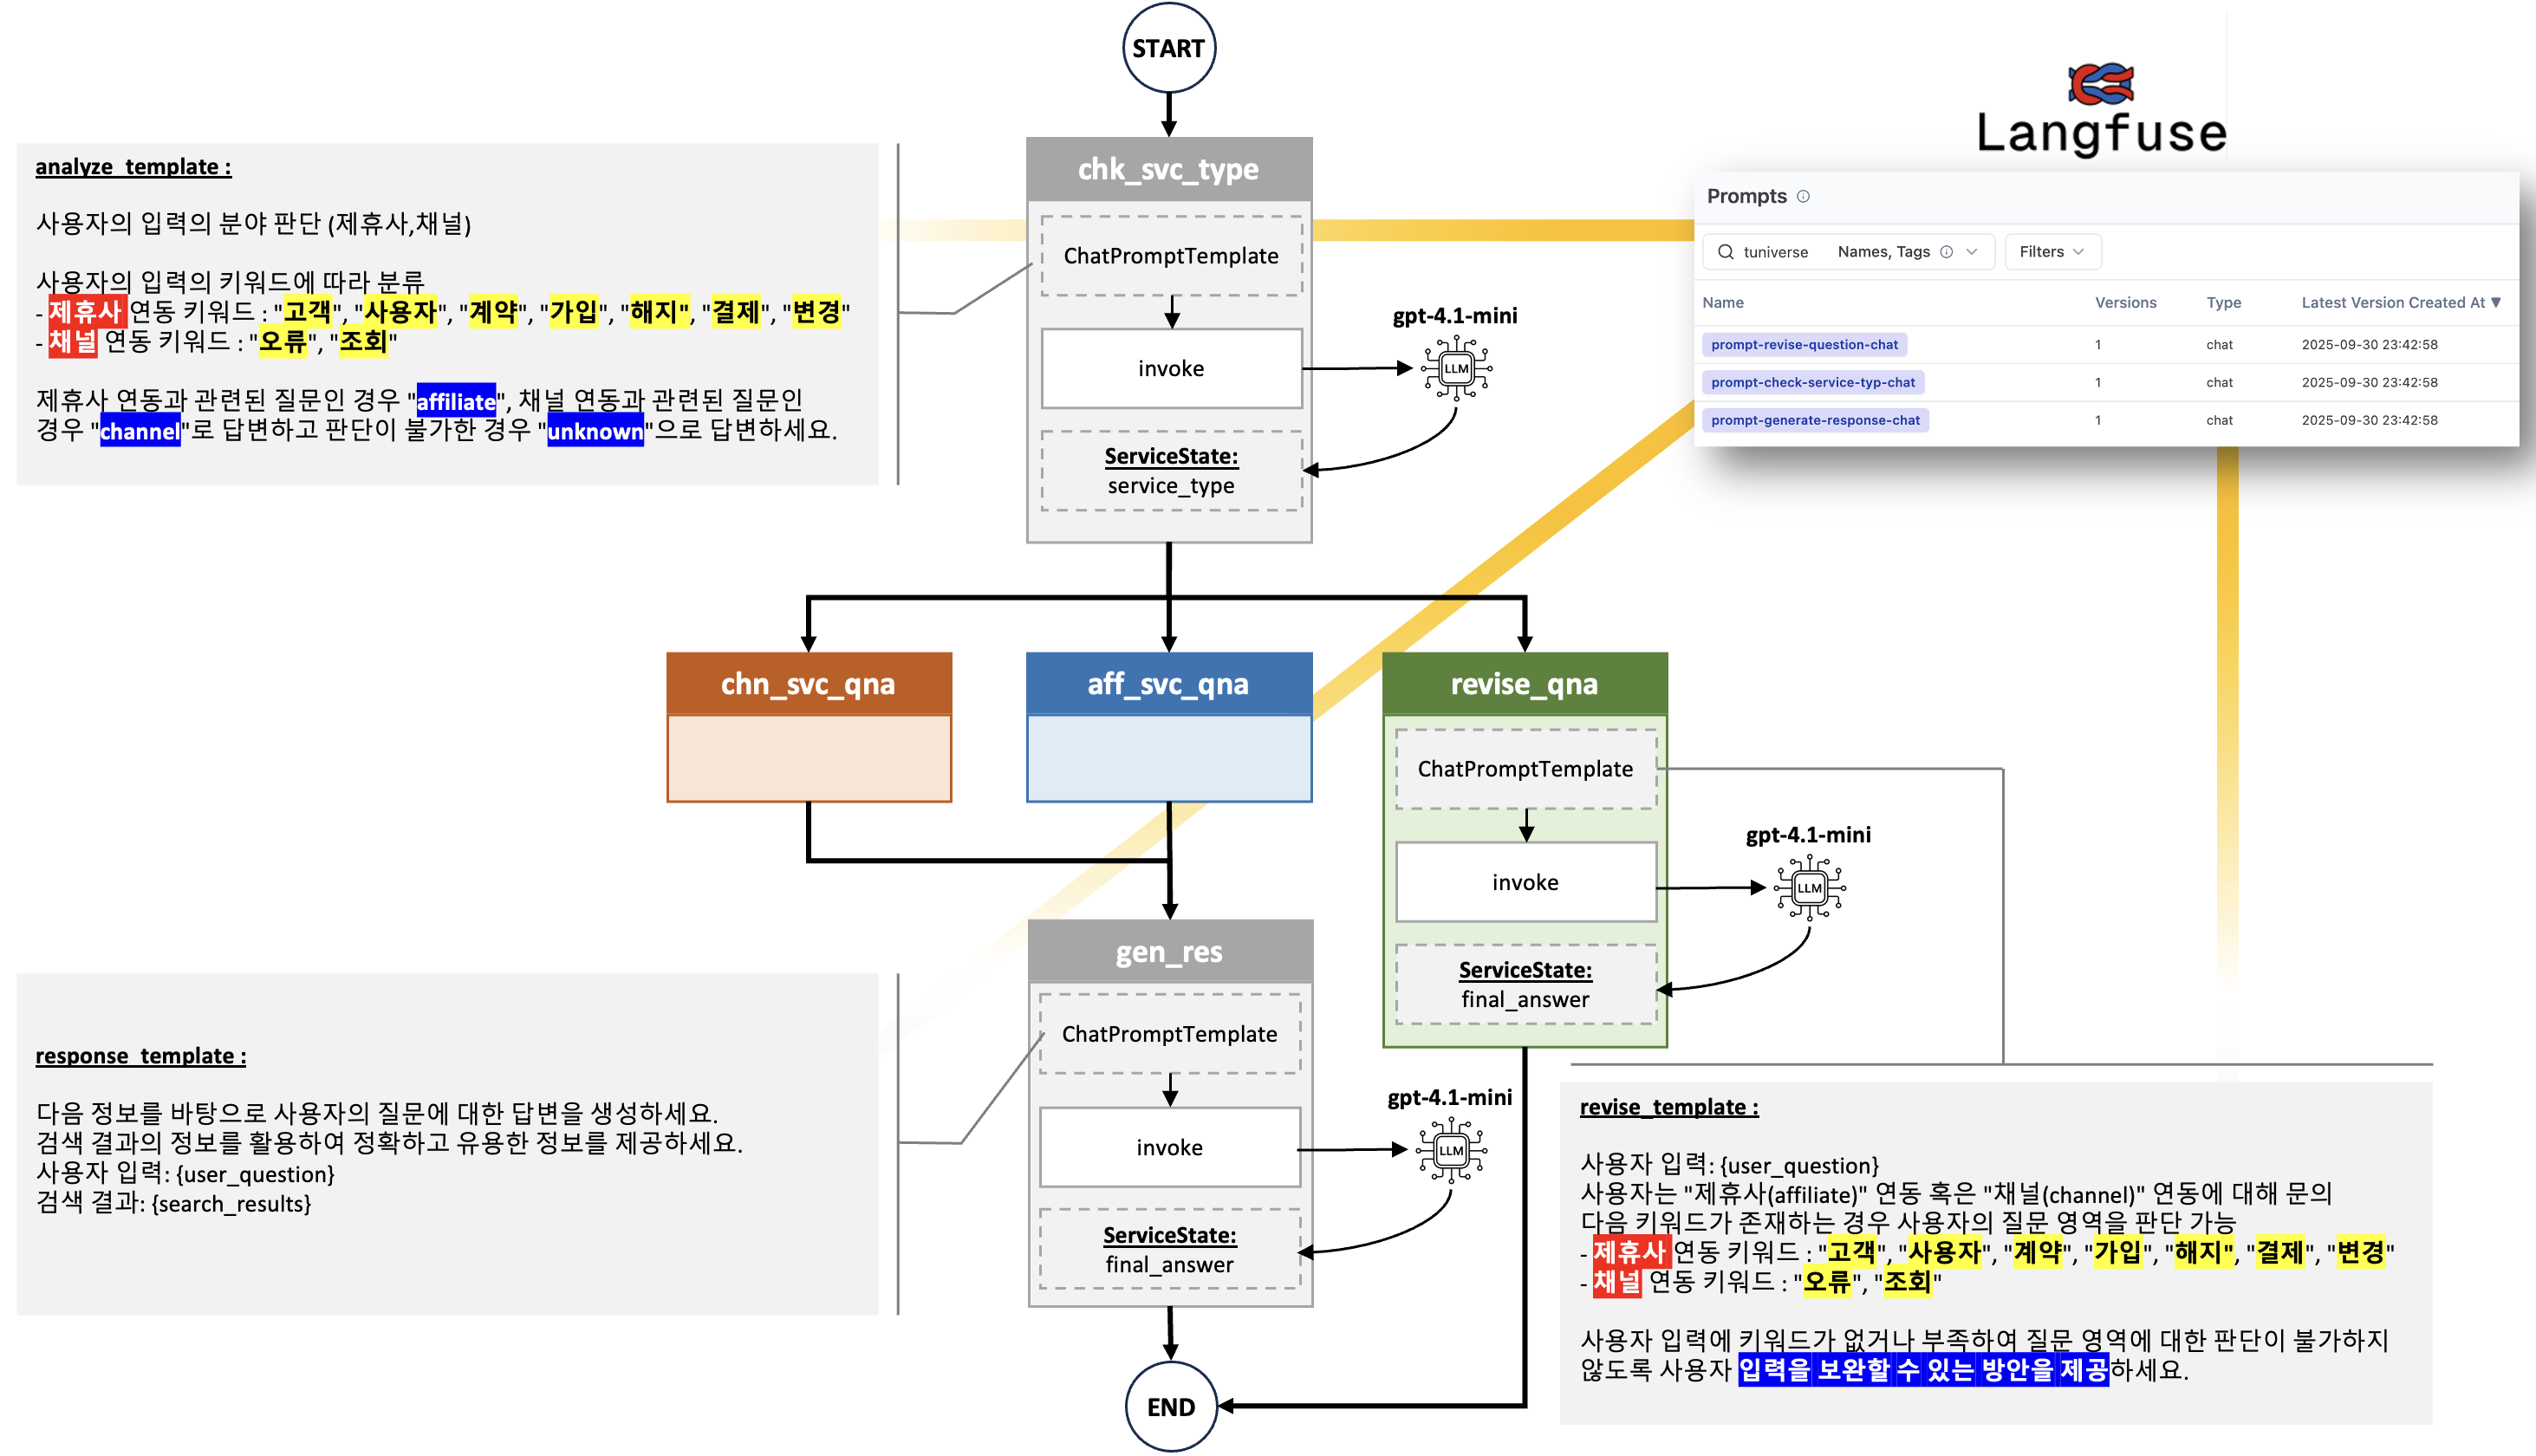 START
Langfuse
analyze_template :
사용자의 입력의 분야 판단 (제휴사,채널)
사용자의 입력의 키워드에 따라 분류
- 제휴사 연동 키워드 : "고객", "사용자", "계약", "가입", "해지", "결제", "변경"
- 채널 연동 키워드 : "오류", "조회"
제휴사 연동과 관련된 질문인 경우 "affiliate", 채널 연동과 관련된 질문인
경우 "channel"로 답변하고 판단이 불가한 경우 "unknown"으로 답변하세요.
chk_svc_type
ChatPromptTemplate
invoke
gpt-4.1-mini
LLM
ServiceState:
service_type
Prompts
tuniverse
Names, Tags
Filters
Name Versions Type Latest Version Created At ▼
prompt-revise-question-chat 1 chat 2025-09-30 23:42:58
prompt-check-service-typ-chat 1 chat 2025-09-30 23:42:58
prompt-generate-response-chat 1 chat 2025-09-30 23:42:58
chn_svc_qna
aff_svc_qna
revise_qna
ChatPromptTemplate
invoke
gpt-4.1-mini
LLM
ServiceState:
final_answer
gen_res
ChatPromptTemplate
invoke
gpt-4.1-mini
LLM
ServiceState:
final_answer
response_template :
다음 정보를 바탕으로 사용자의 질문에 대한 답변을 생성하세요.
검색 결과의 정보를 활용하여 정확하고 유용한 정보를 제공하세요.
사용자 입력: {user_question}
검색 결과: {search_results}
revise_template :
사용자 입력: {user_question}
사용자는 "제휴사(affiliate)" 연동 혹은 "채널(channel)" 연동에 대해 문의
다음 키워드가 존재하는 경우 사용자의 질문 영역을 판단 가능
- 제휴사 연동 키워드 : "고객", "사용자", "계약", "가입", "해지", "결제", "변경"
- 채널 연동 키워드 : "오류", "조회"
사용자 입력에 키워드가 없거나 부족하여 질문 영역에 대한 판단이 불가하지
않도록 사용자 입력을 보완할 수 있는 방안을 제공하세요.
END